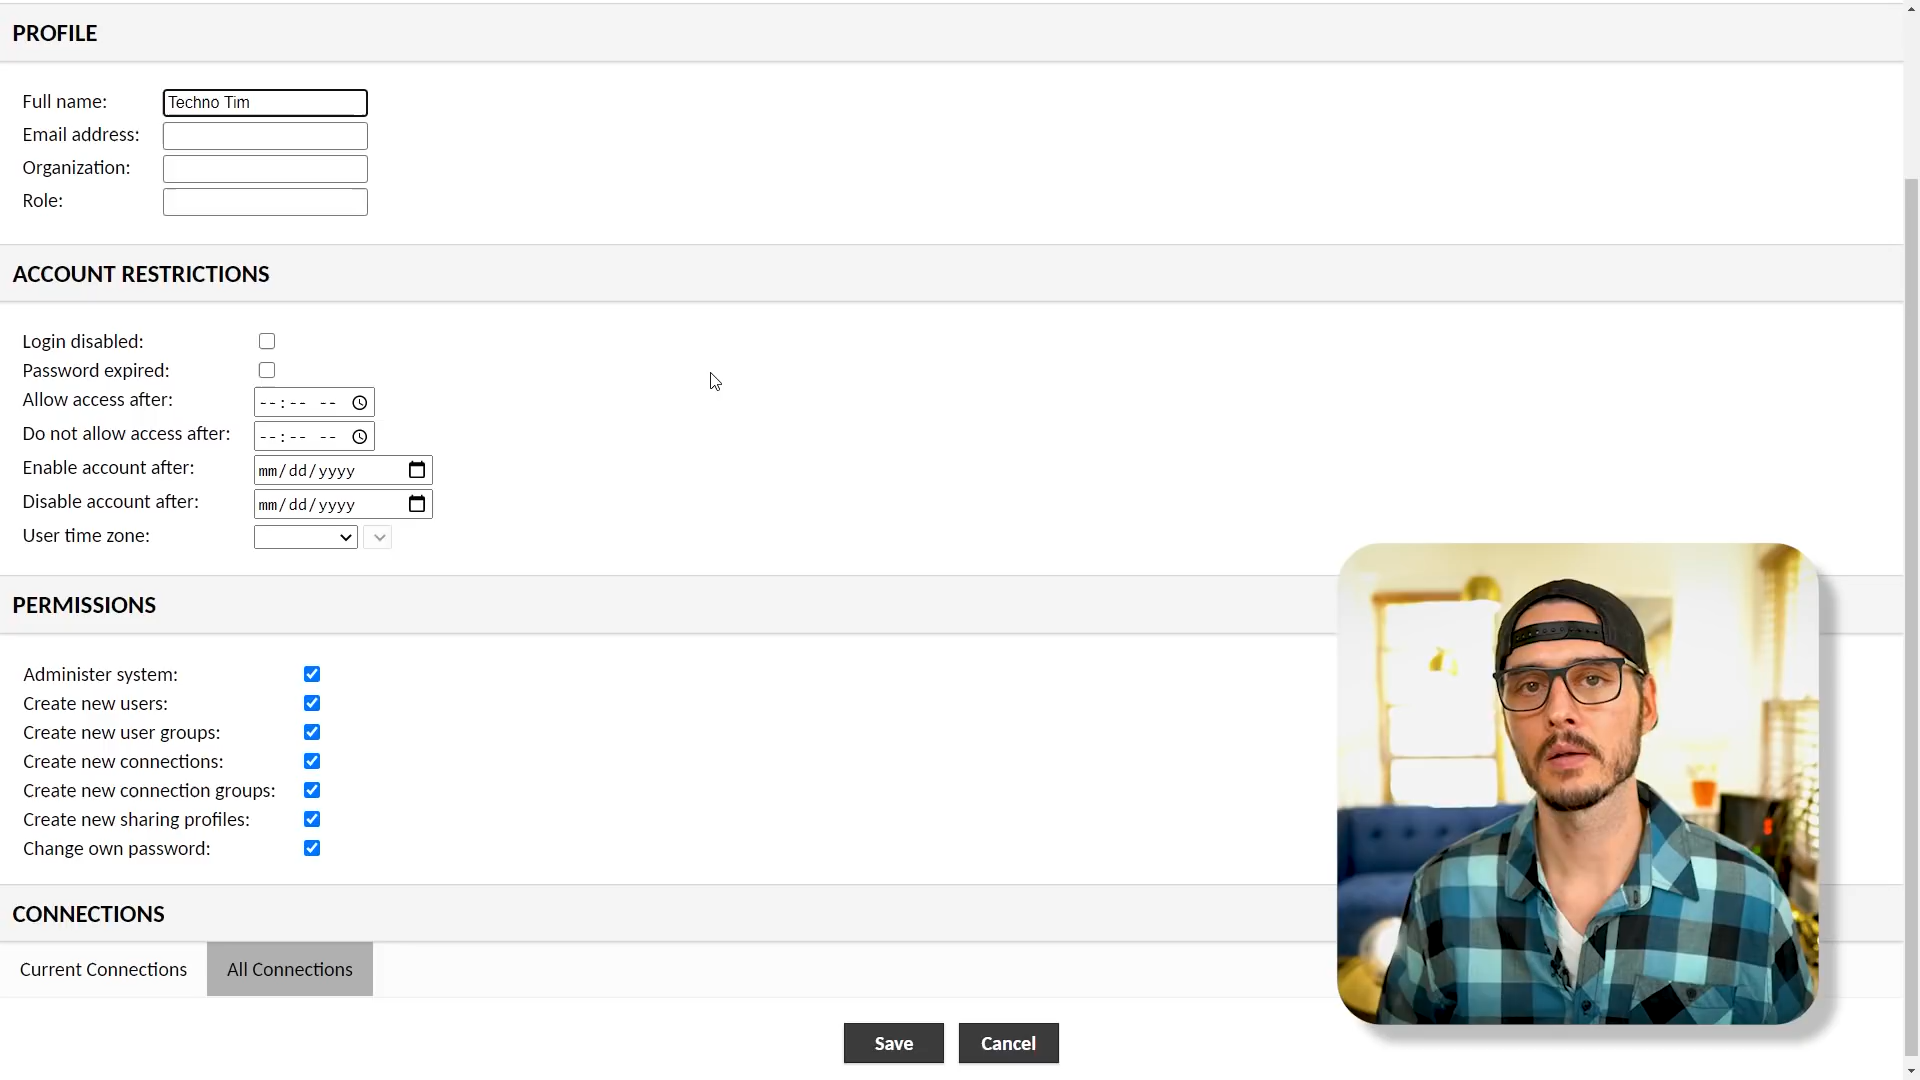 PROFILE
Full name: Techno Tim
Email address:
Organization:
Role:
ACCOUNT RESTRICTIONS
Login disabled:
Password expired:
Allow access after: --:-- --
Do not allow access after: --:-- --
Enable account after: mm/dd/yyyy
Disable account after: mm/dd/yyyy
User time zone:
PERMISSIONS
Administer system:
Create new users:
Create new user groups:
Create new connections:
Create new connection groups:
Create new sharing profiles:
Change own password:
CONNECTIONS
Current Connections All Connections
Save Cancel